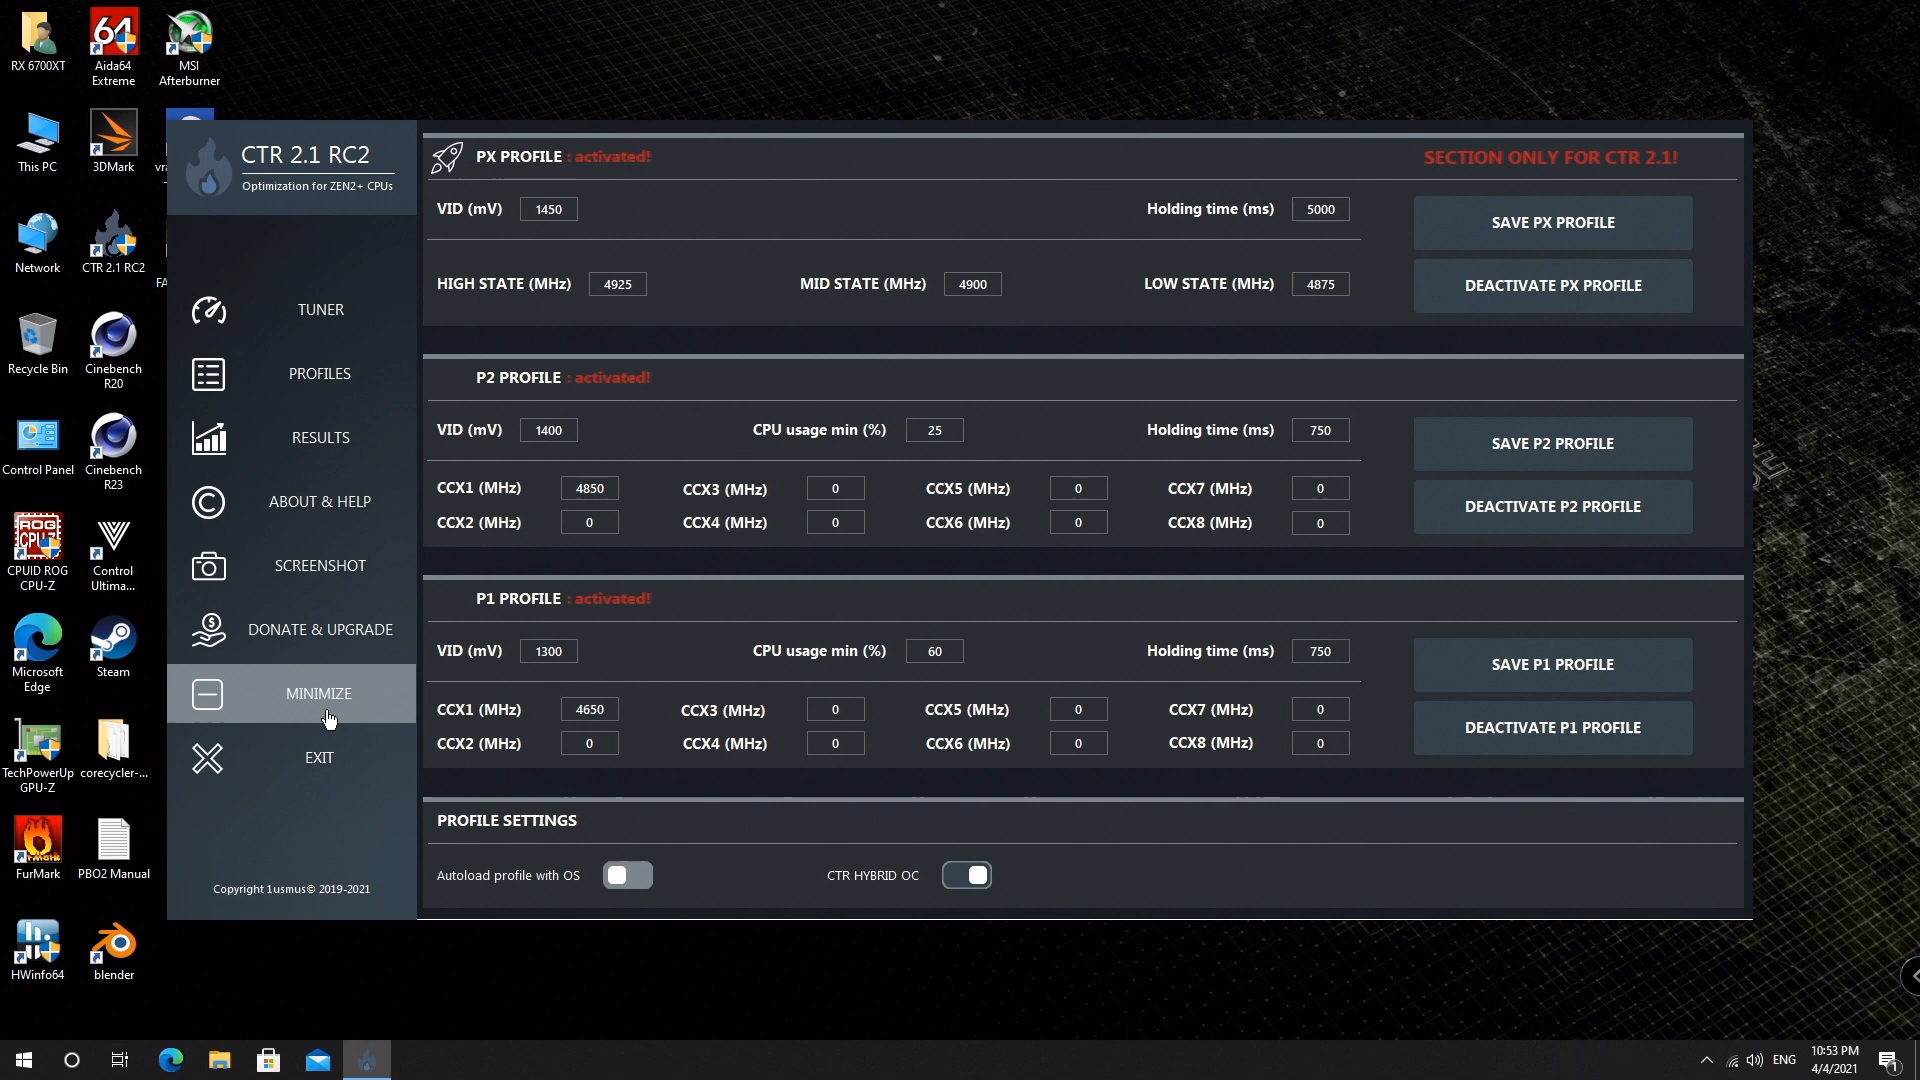 RX 6700XT
Aida64
Extreme
MSI
Afterburner
This PC
3DMark
Network
CTR 2.1 RC2
Recycle Bin
Cinebench
R20
Control Panel
Cinebench
R23
CPUID ROG
CPU-Z
Control
Ultima...
Microsoft
Edge
Steam
TechPowerUp
GPU-Z
corecycler-...
FurMark
PBO2 Manual
HWinfo64
blender
CTR 2.1 RC2
Optimization for ZEN2+ CPUs
TUNER
PROFILES
RESULTS
ABOUT & HELP
SCREENSHOT
DONATE & UPGRADE
MINIMIZE
EXIT
Copyright 1usmus© 2019-2021
PX PROFILE : activated!
SECTION ONLY FOR CTR 2.1!
VID (mV) 1450 Holding time (ms) 5000
SAVE PX PROFILE
HIGH STATE (MHz) 4925 MID STATE (MHz) 4900 LOW STATE (MHz) 4875
DEACTIVATE PX PROFILE
P2 PROFILE : activated!
VID (mV) 1400 CPU usage min (%) 25 Holding time (ms) 750
SAVE P2 PROFILE
CCX1 (MHz) 4850 CCX3 (MHz) 0 CCX5 (MHz) 0 CCX7 (MHz) 0
CCX2 (MHz) 0 CCX4 (MHz) 0 CCX6 (MHz) 0 CCX8 (MHz) 0
DEACTIVATE P2 PROFILE
P1 PROFILE : activated!
VID (mV) 1300 CPU usage min (%) 60 Holding time (ms) 750
SAVE P1 PROFILE
CCX1 (MHz) 4650 CCX3 (MHz) 0 CCX5 (MHz) 0 CCX7 (MHz) 0
CCX2 (MHz) 0 CCX4 (MHz) 0 CCX6 (MHz) 0 CCX8 (MHz) 0
DEACTIVATE P1 PROFILE
PROFILE SETTINGS
Autoload profile with OS CTR HYBRID OC
ENG
10:53 PM
4/4/2021
1